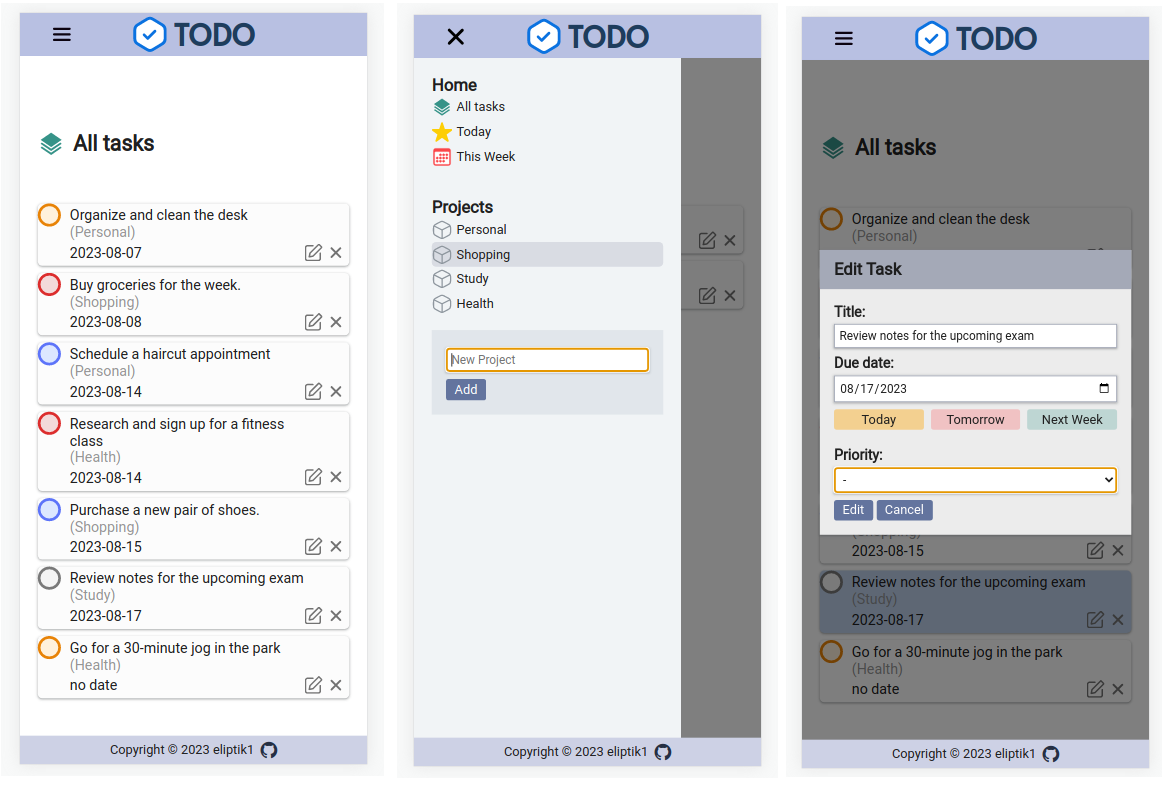 TODO
All tasks
Organize and clean the desk
(Personal)
2023-08-07
Buy groceries for the week.
(Shopping)
2023-08-08
Schedule a haircut appointment
(Personal)
2023-08-14
Research and sign up for a fitness
class
(Health)
2023-08-14
Purchase a new pair of shoes.
(Shopping)
2023-08-15
Review notes for the upcoming exam
(Study)
2023-08-17
Go for a 30-minute jog in the park
(Health)
no date
Copyright © 2023 eliptik1
TODO
Home
All tasks
Today
This Week
Projects
Personal
Shopping
Study
Health
New Project
Add
Copyright © 2023 eliptik1
TODO
All tasks
Organize and clean the desk
(Personal)
Edit Task
Title:
Review notes for the upcoming exam
Due date:
08/17/2023
Today Tomorrow Next Week
Priority:
-
Edit Cancel
(Shopping)
2023-08-15
Review notes for the upcoming exam
(Study)
2023-08-17
Go for a 30-minute jog in the park
(Health)
no date
Copyright © 2023 eliptik1